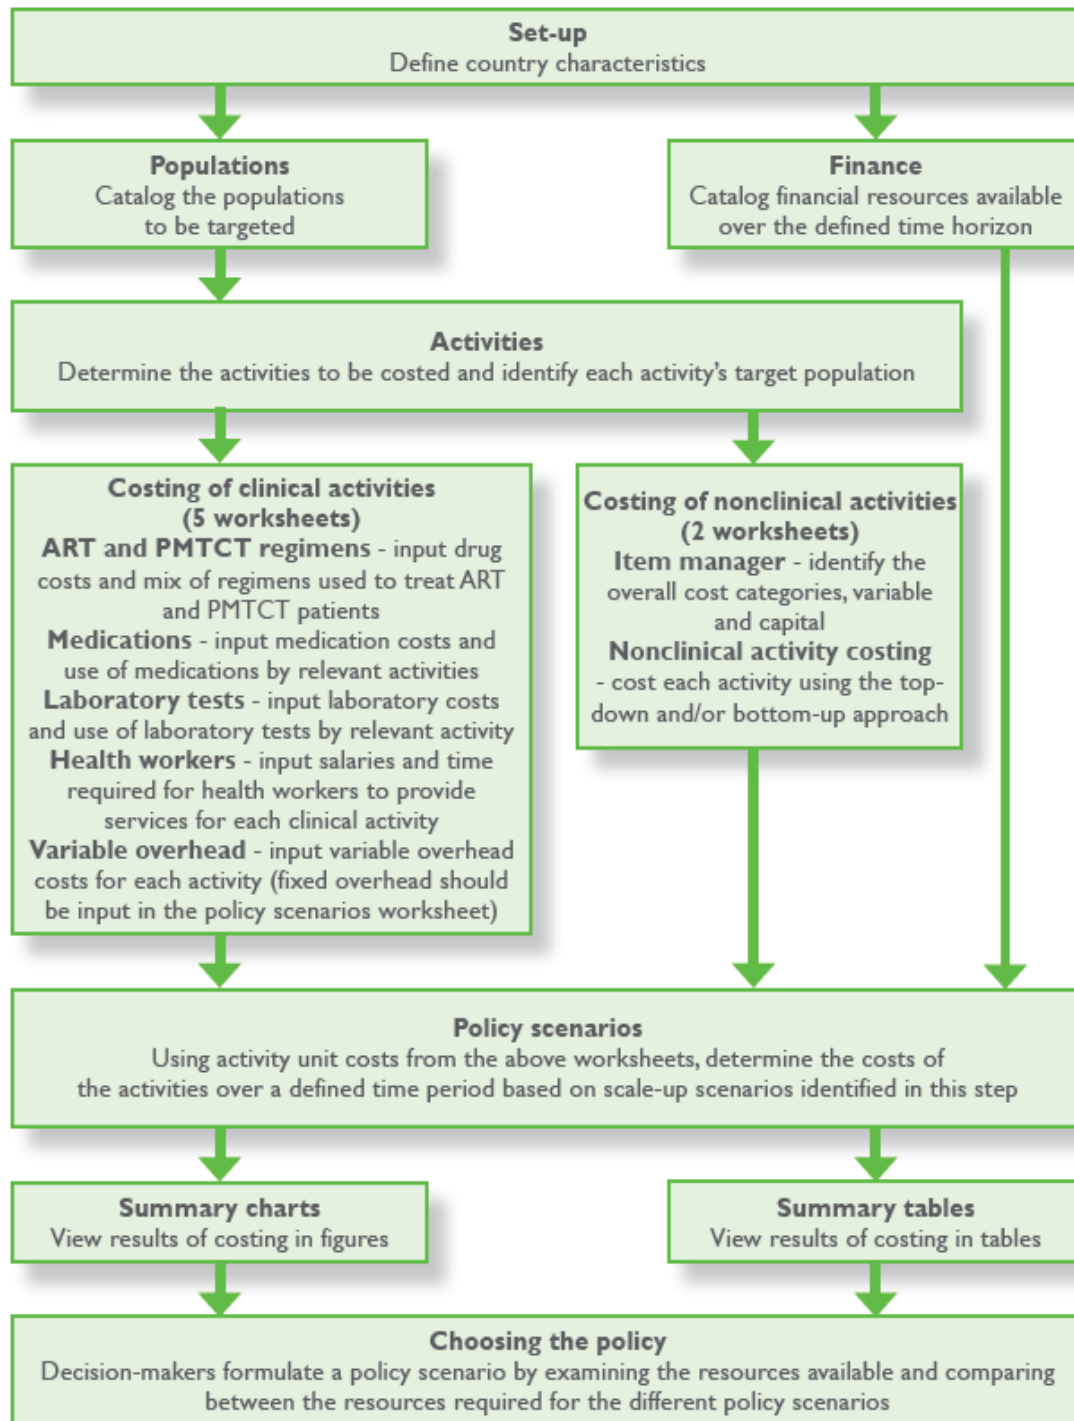 Set-up
Define country characteristics
Populations
Catalog the populations
to be targeted
Finance
Catalog financial resources available
over the defined time horizon
Activities
Determine the activities to be costed and identify each activity’s target population
Costing of clinical activities
(5 worksheets)
ART and PMTCT regimens - input drug
costs and mix of regimens used to treat ART
and PMTCT patients
Medications - input medication costs and
use of medications by relevant activities
Laboratory tests - input laboratory costs
and use of laboratory tests by relevant activity
Health workers - input salaries and time
required for health workers to provide
services for each clinical activity
Variable overhead - input variable overhead
costs for each activity (fixed overhead should
be input in the policy scenarios worksheet)
Costing of nonclinical activities
(2 worksheets)
Item manager - identify the
overall cost categories, variable
and capital
Nonclinical activity costing
- cost each activity using the top-
down and/or bottom-up approach
Policy scenarios
Using activity unit costs from the above worksheets, determine the costs of
the activities over a defined time period based on scale-up scenarios identified in this step
Summary charts
View results of costing in figures
Summary tables
View results of costing in tables
Choosing the policy
Decision-makers formulate a policy scenario by examining the resources available and comparing
between the resources required for the different policy scenarios